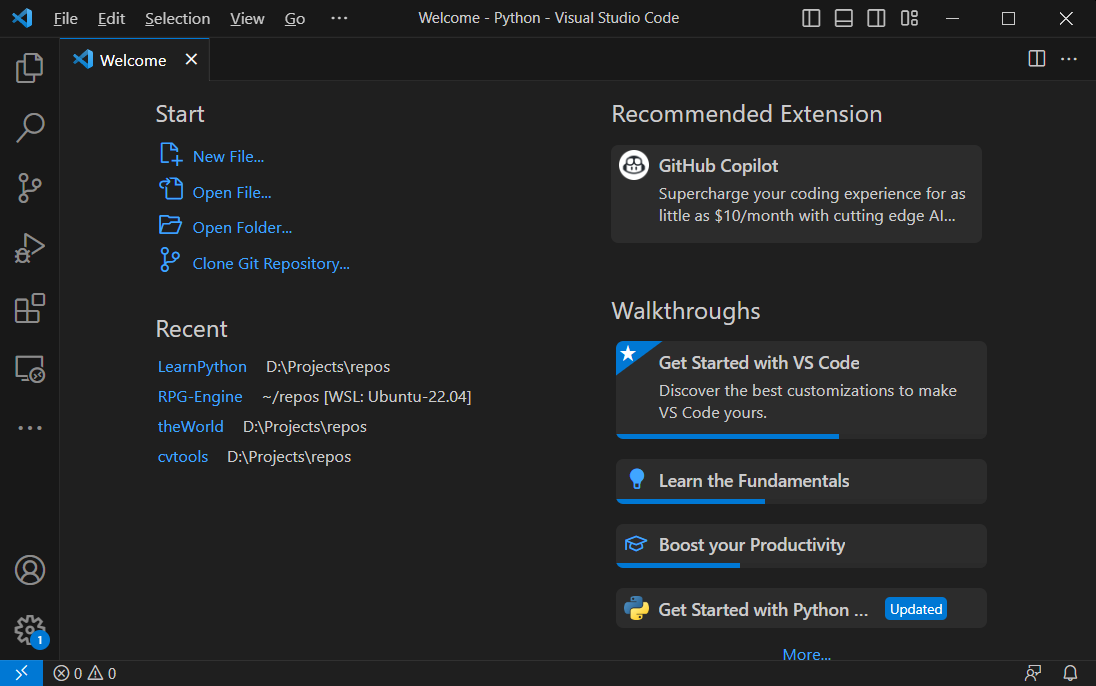 File Edit Selection View Go ··· Welcome - Python - Visual Studio Code
Welcome
Start
New File...
Open File...
Open Folder...
Clone Git Repository...
Recent
LearnPython D:\Projects\repos
RPG-Engine ~/repos [WSL: Ubuntu-22.04]
theWorld D:\Projects\repos
cvtools D:\Projects\repos
Recommended Extension
GitHub Copilot
Supercharge your coding experience for as
little as $10/month with cutting edge AI...
Walkthroughs
Get Started with VS Code
Discover the best customizations to make
VS Code yours.
Learn the Fundamentals
Boost your Productivity
Get Started with Python ... Updated
More...
1
0 0